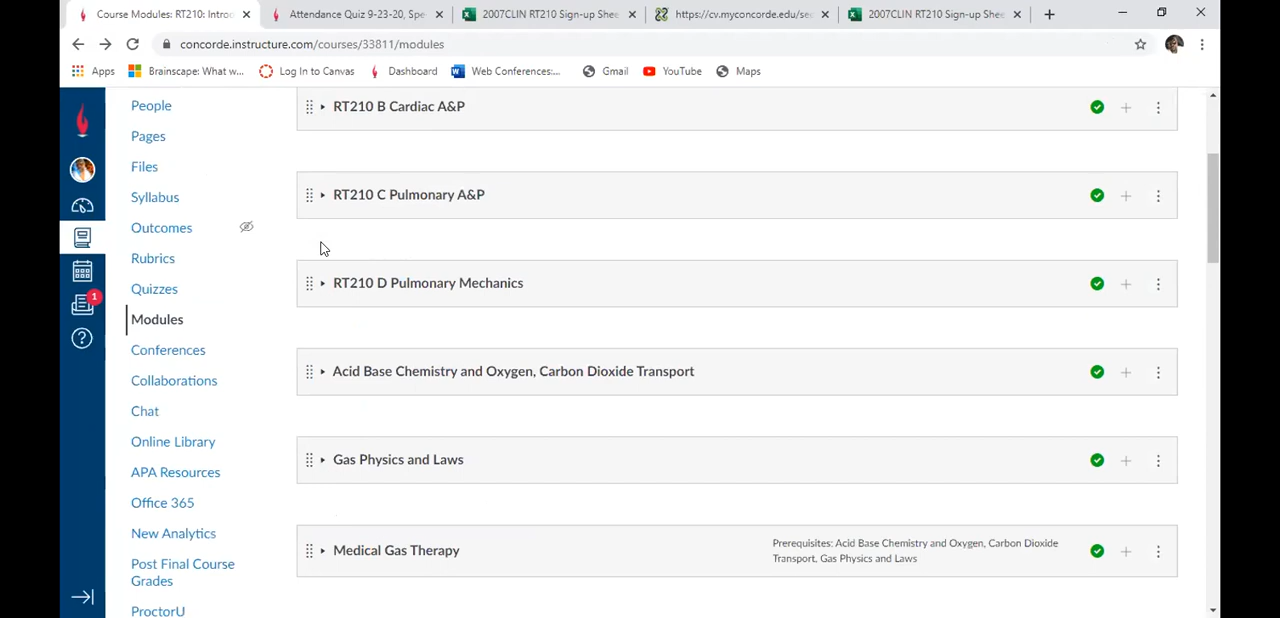 Course Modules: RT210: Introd
Attendance Quiz 9-23-20, Spe
2007CLIN RT210 Sign-up Shee
https://cv.myconcorde.edu/sec
2007CLIN RT210 Sign-up Shee
concorde.instructure.com/courses/33811/modules
Apps
Brainscape: What w...
Log In to Canvas
Dashboard
Web Conferences:...
Gmail
YouTube
Maps
People
RT210 B Cardiac A&P
Pages
Files
Syllabus
RT210 C Pulmonary A&P
Outcomes
Rubrics
Quizzes
RT210 D Pulmonary Mechanics
1
Modules
Conferences
Collaborations
Acid Base Chemistry and Oxygen, Carbon Dioxide Transport
Chat
Online Library
APA Resources
Gas Physics and Laws
Office 365
New Analytics
Post Final Course
Grades
Medical Gas Therapy
Prerequisites: Acid Base Chemistry and Oxygen, Carbon Dioxide
Transport, Gas Physics and Laws
ProctorU